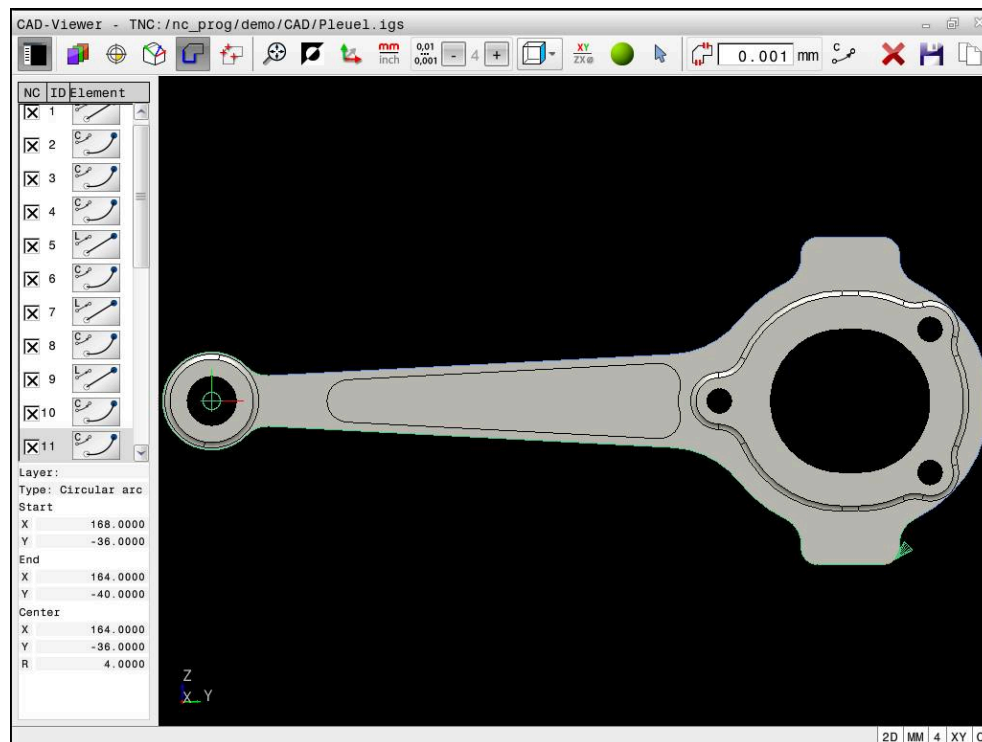 CAD-Viewer - TNC:/nc_prog/demo/CAD/Pleuel.igs
mm
inch
0,01
0,001
- 4 +
XY
ZXø
0.001 mm
C
NC ID Element
1
C
2
C
3
C
4
L
5
C
6
L
7
C
8
L
9
C
10
C
11
Layer:
Type: Circular arc
Start
X 168.0000
Y -36.0000
End
X 164.0000
Y -40.0000
Center
X 164.0000
Y -36.0000
R 4.0000
Z
X Y
2D MM 4 XY